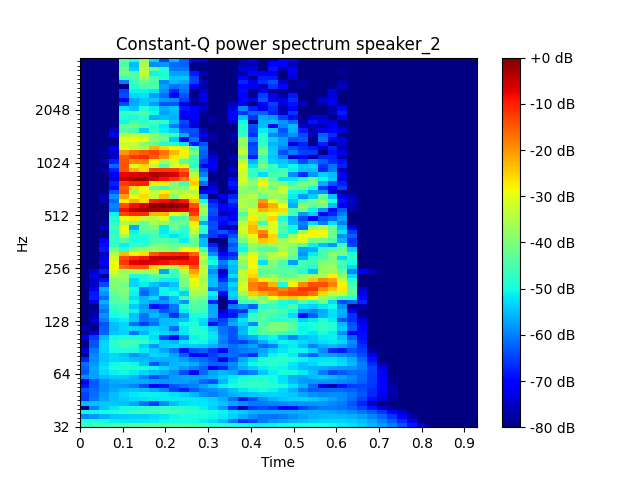 Constant-Q power spectrum speaker_2
+0 dB
2048
-10 dB
1024
-20 dB
-30 dB
512
-40 dB
Hz
256
-50 dB
128
-60 dB
64
-70 dB
32
-80 dB
0 0.1 0.2 0.3 0.4 0.5 0.6 0.7 0.8 0.9
Time